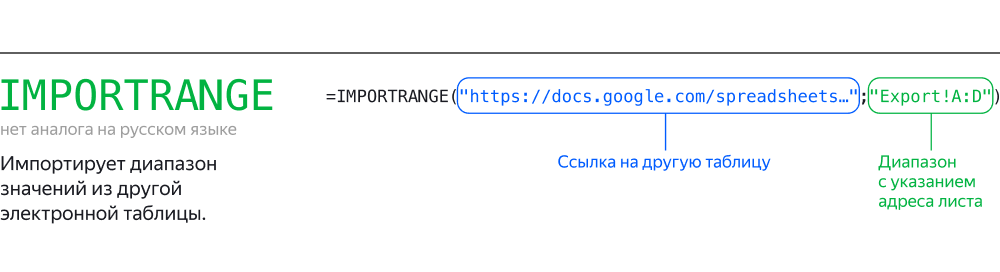 IMPORTRANGE
нет аналога на русском языке
Импортирует диапазон
значений из другой
электронной таблицы.
=IMPORTRANGE("https://docs.google.com/spreadsheets…";"Export!A:D")
Ссылка на другую таблицу
Диапазон
с указанием
адреса листа